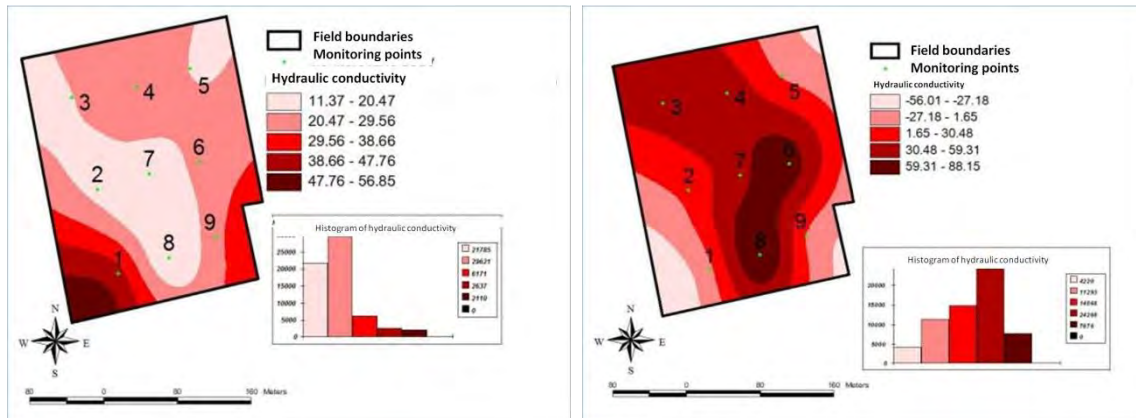 Field boundaries
Monitoring points
Hydraulic conductivity
11.37 - 20.47
20.47 - 29.56
29.56 - 38.66
38.66 - 47.76
47.76 - 56.85
3
4
5
2
7
6
1
8
9
Histogram of hydraulic conductivity
25000
20000
15000
10000
5000
0
21785
29621
6171
2637
2110
0
N
W
E
S
80
0
80
160
Meters
Field boundaries
Monitoring points
Hydraulic conductivity
-56.01 - -27.18
-27.18 - 1.65
1.65 - 30.48
30.48 - 59.31
59.31 - 88.15
3
4
5
2
7
6
1
8
9
Histogram of hydraulic conductivity
20000
15000
10000
5000
0
0
N
W
E
S
80
0
80
160
Meters